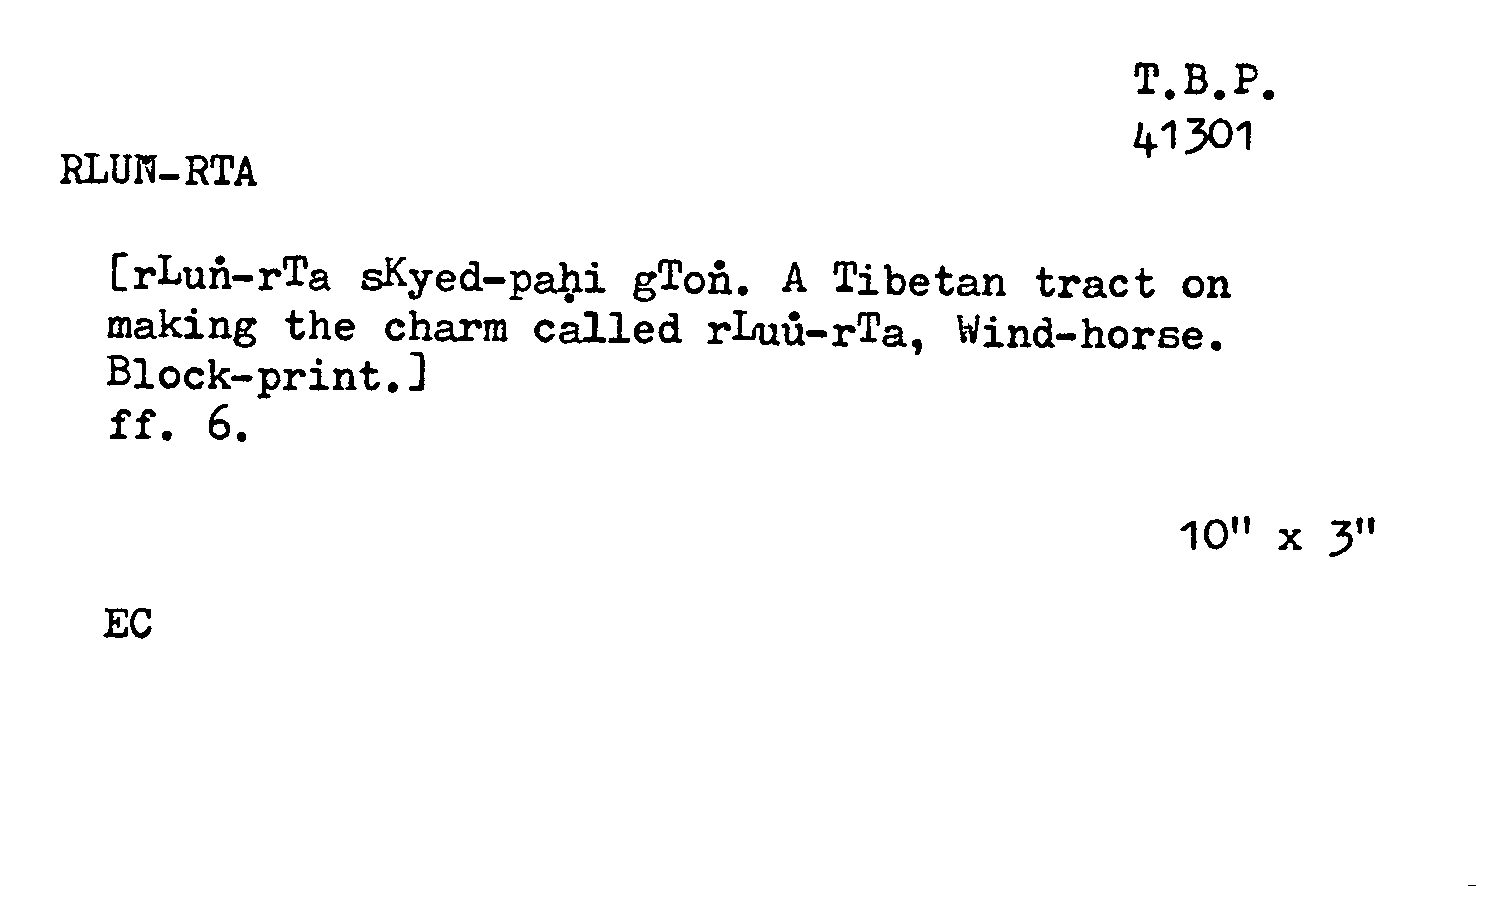 T.B.P.
41301
RLUṄ-RTA
[rLuṅ-rTa sKyed-paḥi gToṅ. A Tibetan tract on
making the charm called rLuu̇-rTa, Wind-horse.
Block-print.]
ff. 6.
10" x 3"
EC